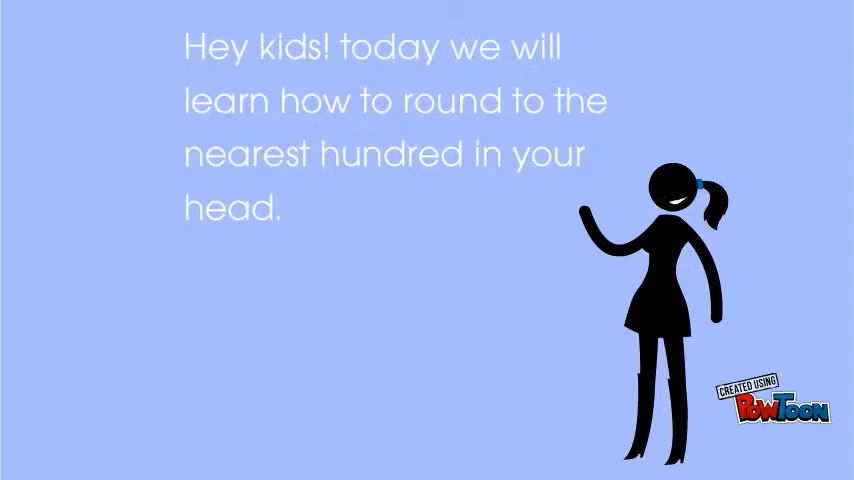 Hey kids! today we will
learn how to round to the
nearest hundred in your
head.
CREATED USING
POWTOON